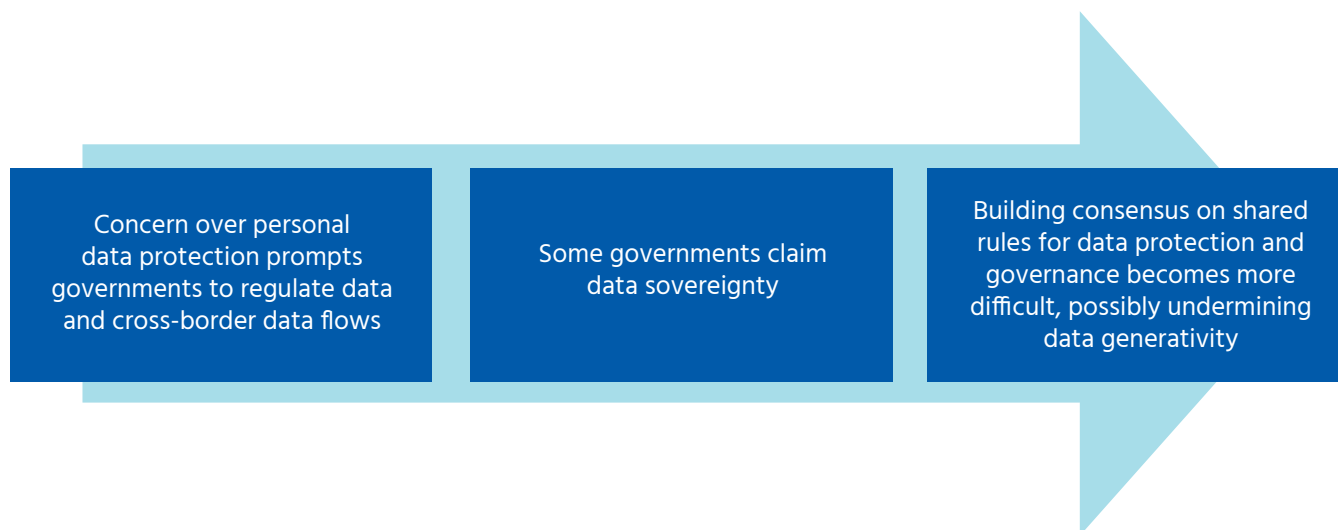 Concern over personal
data protection prompts
governments to regulate data
and cross-border data flows
Some governments claim
data sovereignty
Building consensus on shared
rules for data protection and
governance becomes more
difficult, possibly undermining
data generativity